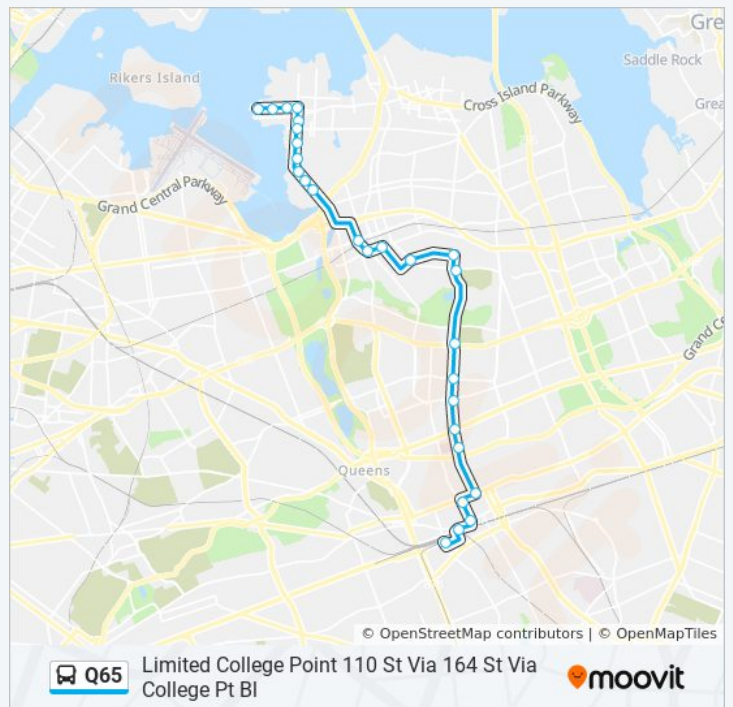 Gre
Saddle Rock
Rikers Island
Cross Island Parkway
Grea
Grand Central Parkway
Grand Ce
Queens
© OpenStreetMap contributors | © OpenMapTiles
Q65
Limited College Point 110 St Via 164 St Via
College Pt Bl
moovit